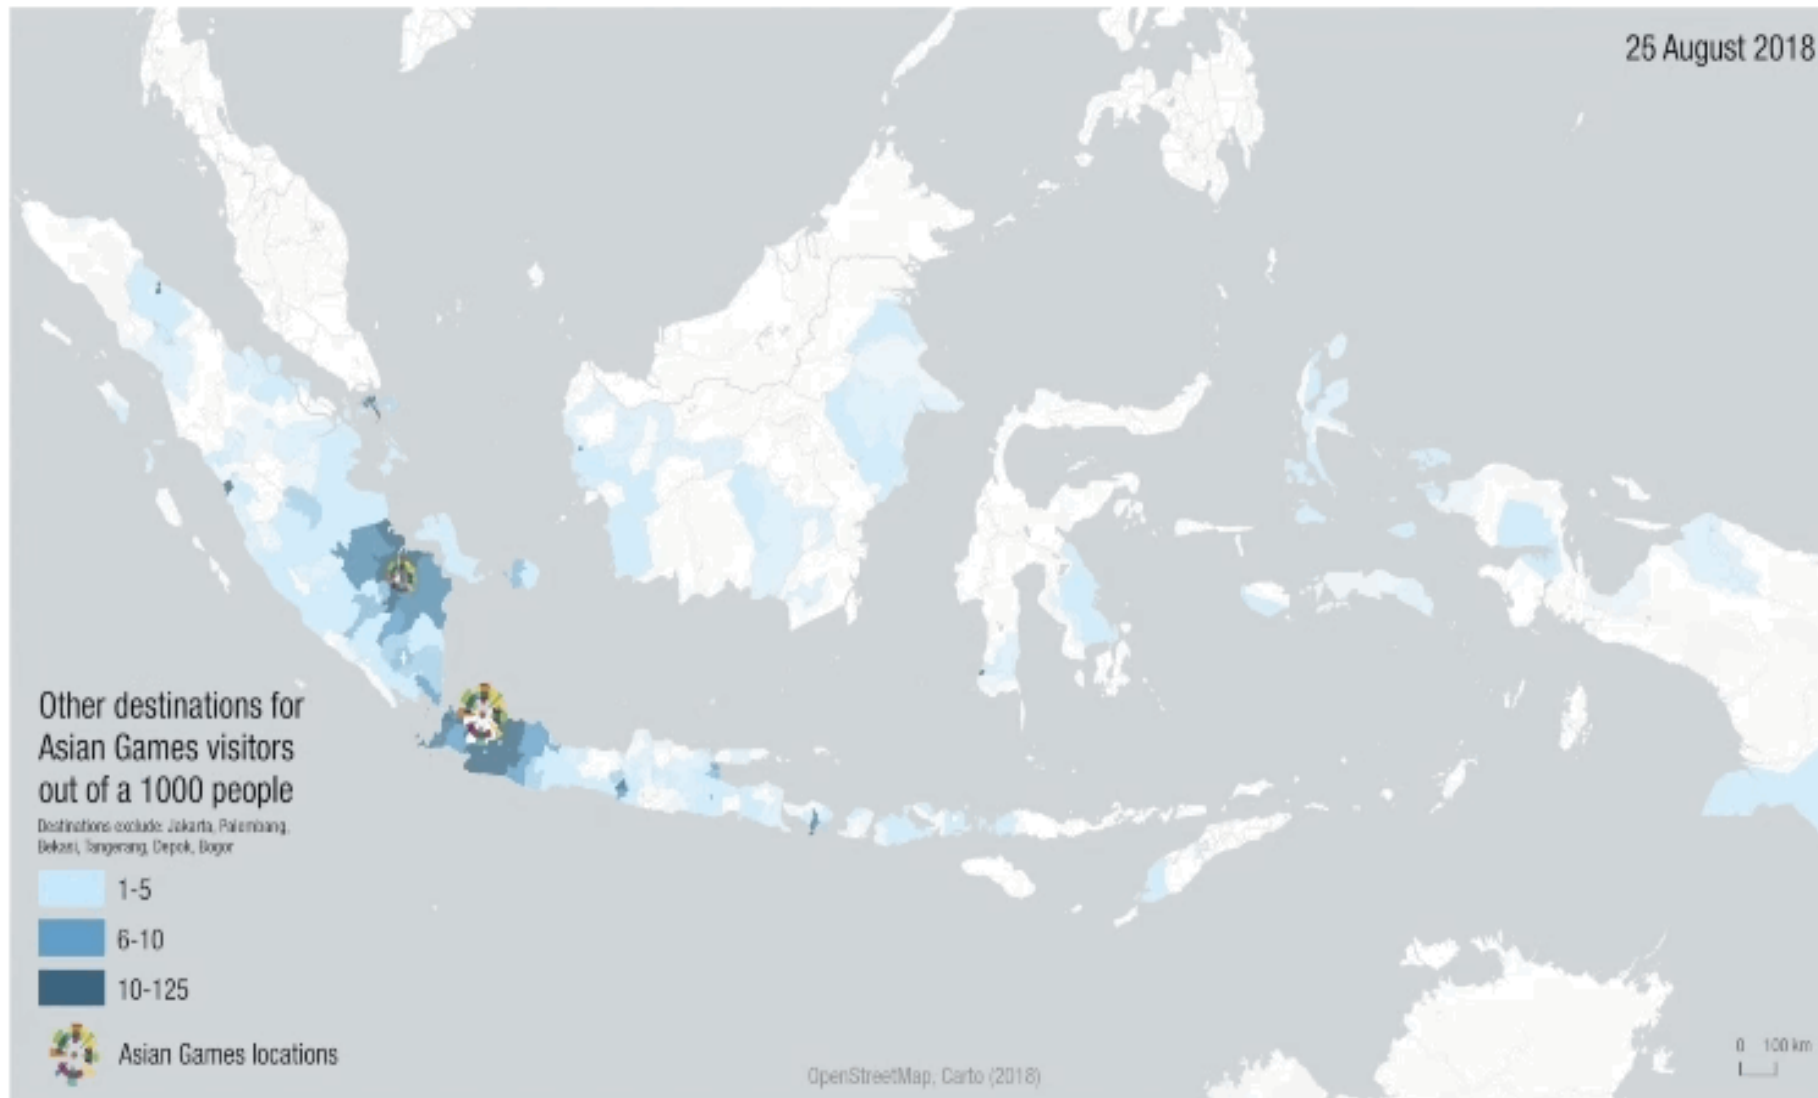 26 August 2018
Other destinations for
Asian Games visitors
out of a 1000 people
Destinations exclude: Jakarta, Palembang,
Bekasi, Tangerang, Depok, Bogor
1-5
6-10
10-125
Asian Games locations
OpenStreetMap, Carto (2018)
0 100 km